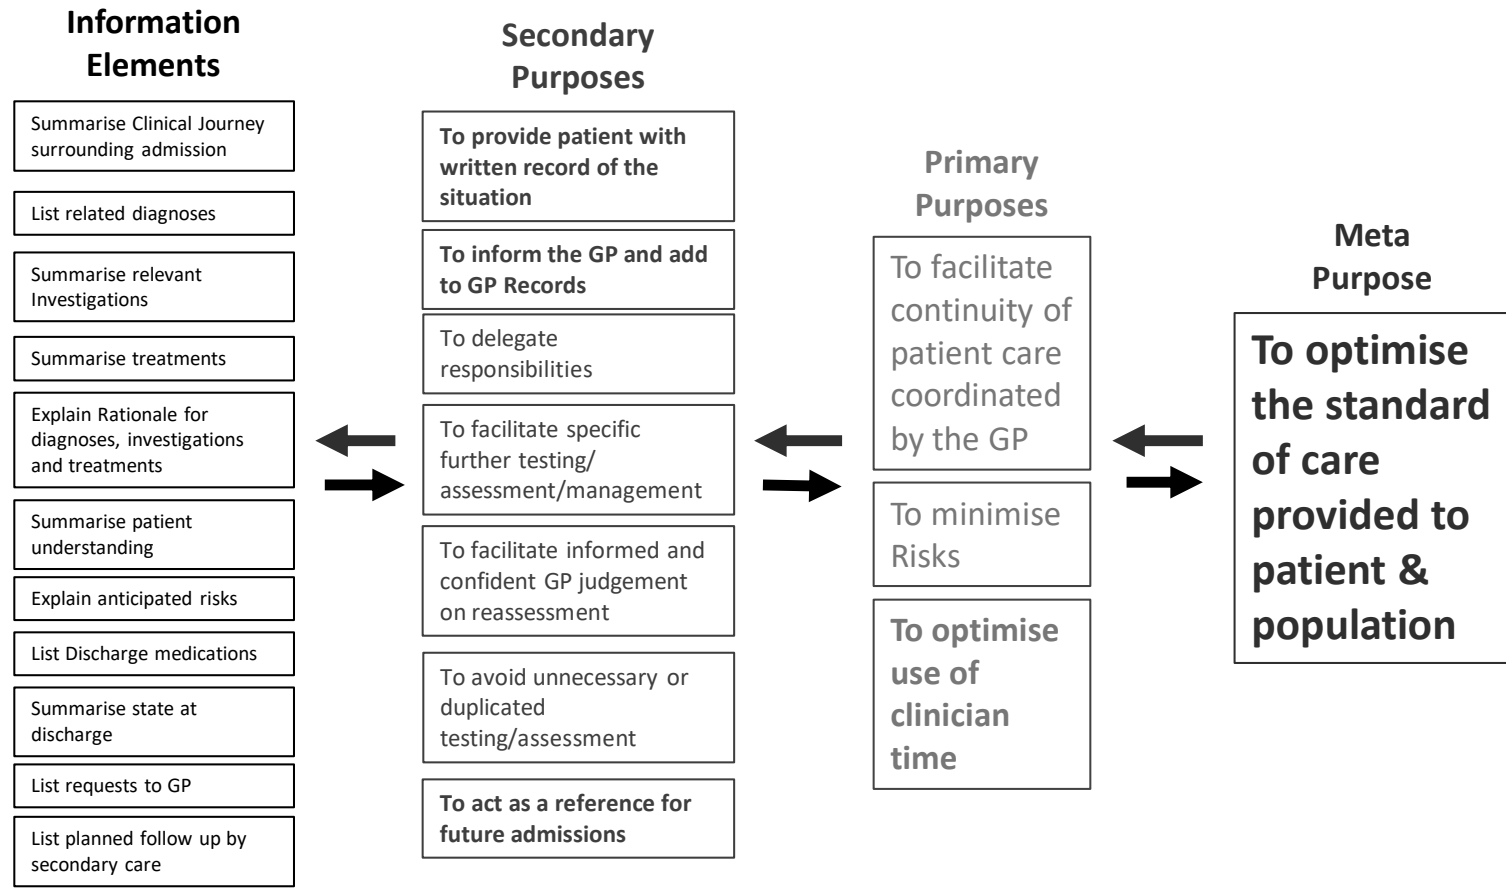 Information
Elements
Summarise Clinical Journey
surrounding admission
List related diagnoses
Summarise relevant
Investigations
Summarise treatments
Explain Rationale for
diagnoses, investigations
and treatments
Summarise patient
understanding
Explain anticipated risks
List Discharge medications
Summarise state at
discharge
List requests to GP
List planned follow up by
secondary care
Secondary
Purposes
To provide patient with
written record of the
situation
To inform the GP and add
to GP Records
To delegate
responsibilities
To facilitate specific
further testing/
assessment/management
To facilitate informed and
confident GP judgement
on reassessment
To avoid unnecessary or
duplicated
testing/assessment
To act as a reference for
future admissions
Primary
Purposes
To facilitate
continuity of
patient care
coordinated
by the GP
To minimise
Risks
To optimise
use of
clinician
time
Meta
Purpose
To optimise
the standard
of care
provided to
patient &
population